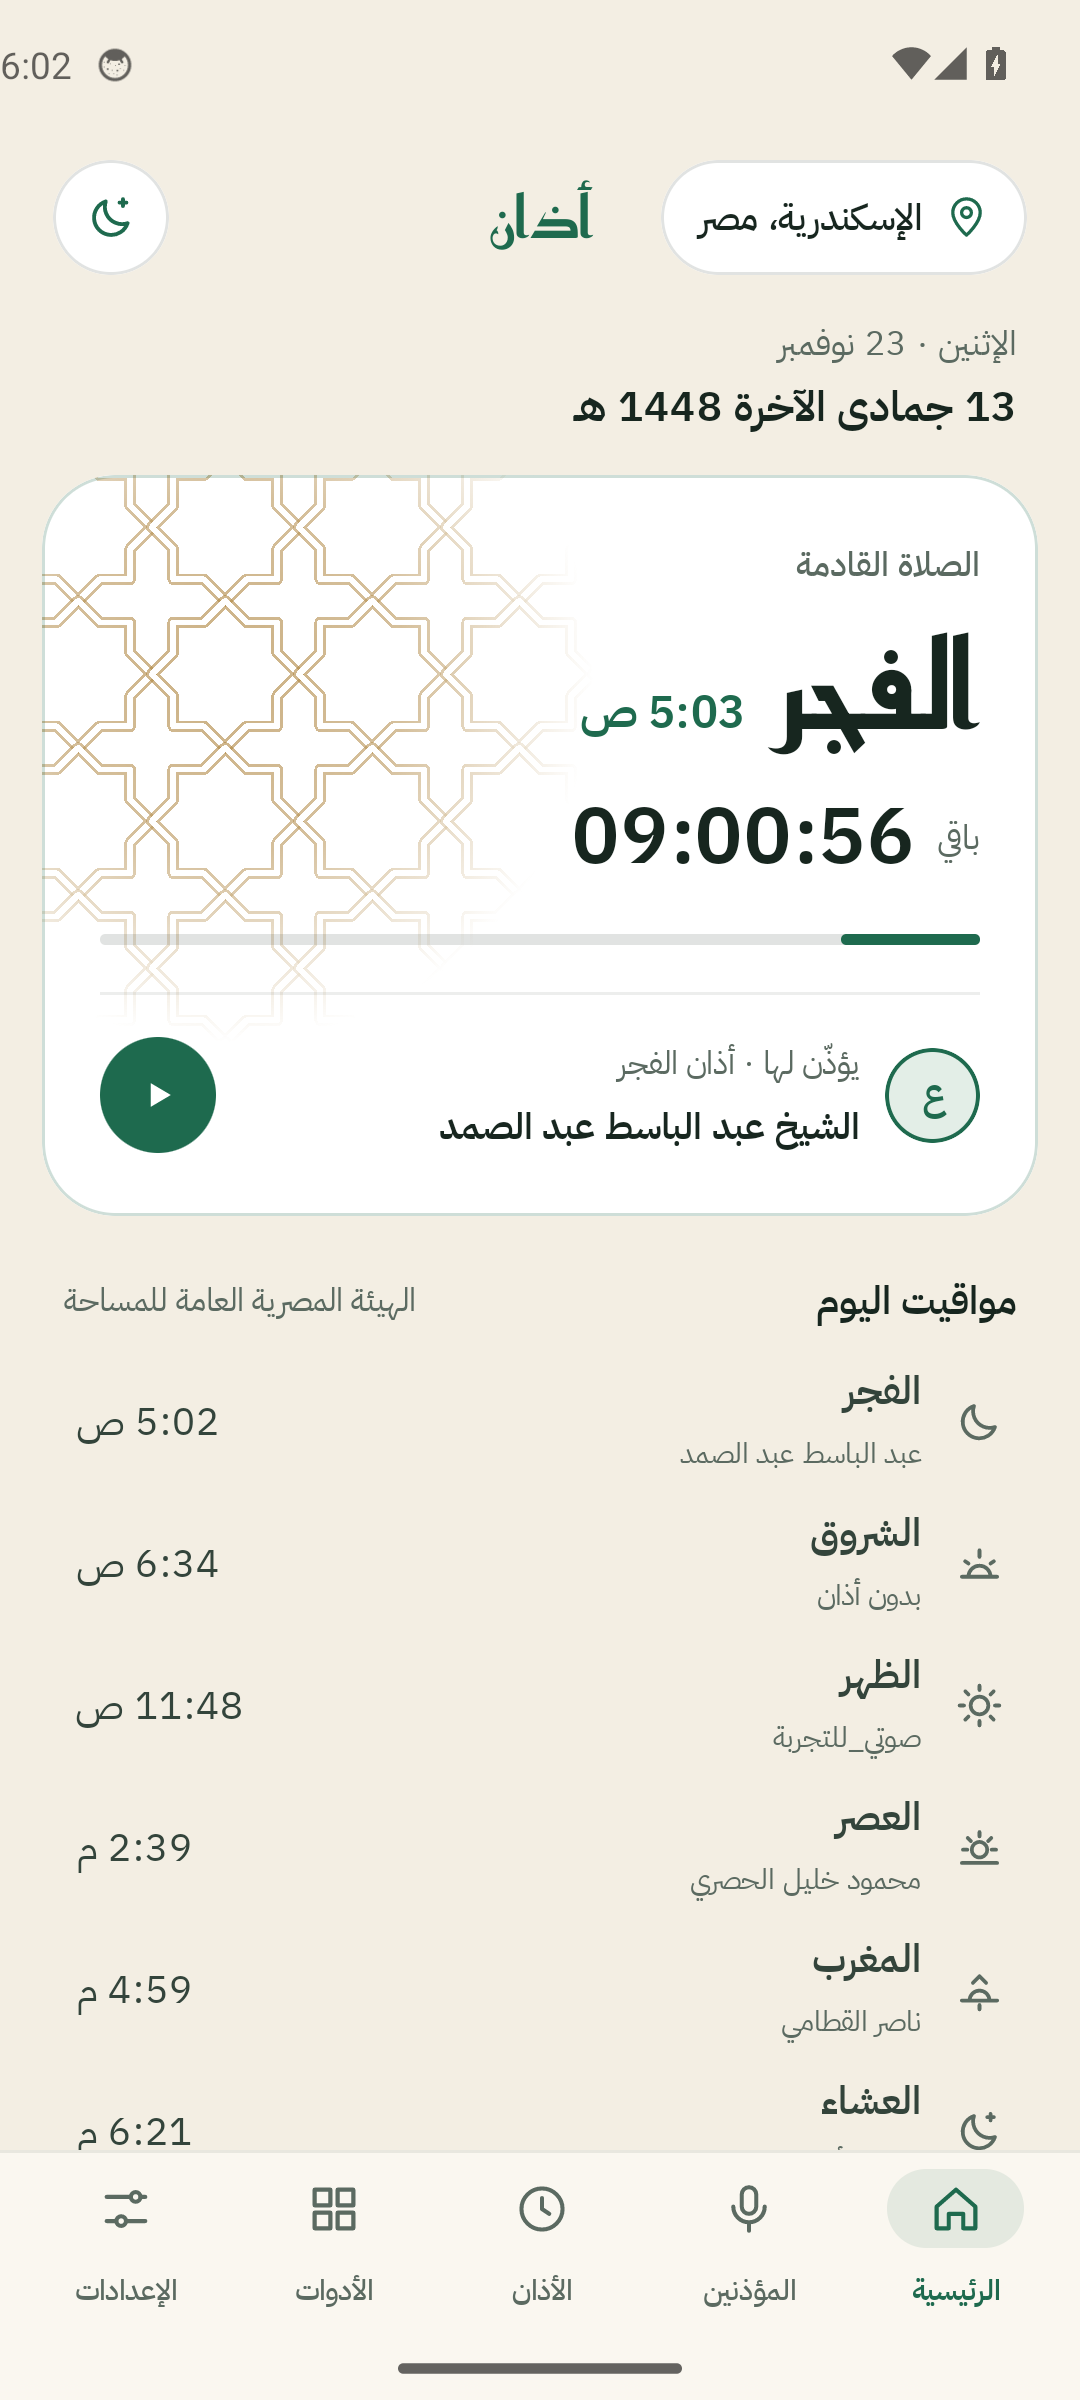 6:02
الإسكندرية، مصر
أذان
الإثنين · 23 نوفمبر
13 جمادى الآخرة 1448 هـ
الصلاة القادمة
الفجر 5:03 ص
باقي 09:00:56
ع
يؤذّن لها · أذان الفجر
الشيخ عبد الباسط عبد الصمد
مواقيت اليوم
الهيئة المصرية العامة للمساحة
الفجر
عبد الباسط عبد الصمد
5:02 ص
الشروق
بدون أذان
6:34 ص
الظهر
صوتي_للتجربة
11:48 ص
العصر
محمود خليل الحصري
2:39 م
المغرب
ناصر القطامي
4:59 م
العشاء
6:21 م
الرئيسية
المؤذنين
الأذان
الأدوات
الإعدادات